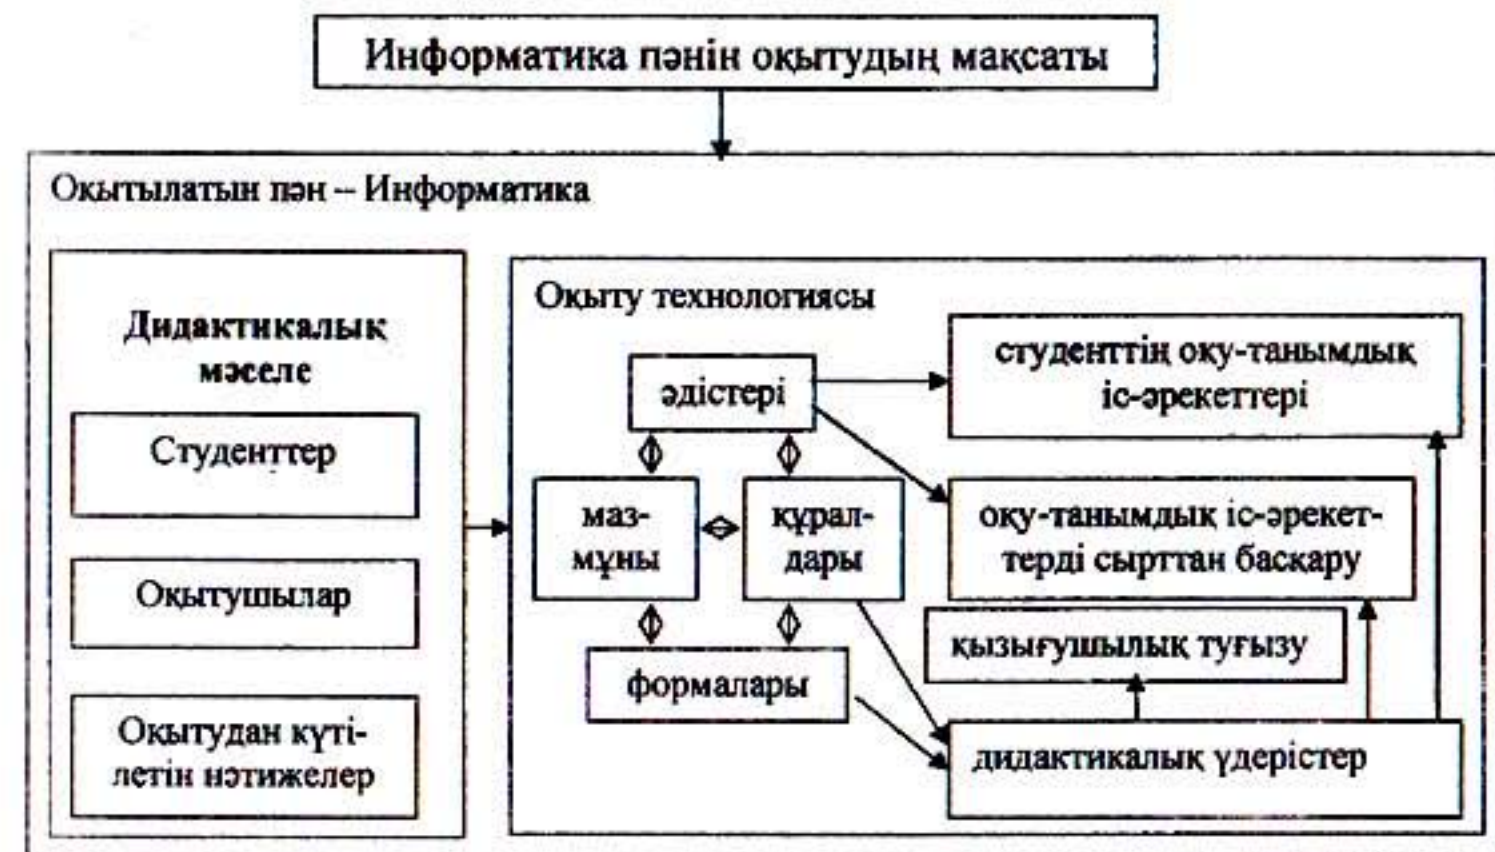 Информатика пәнін оқытудың мақсаты
Оқытылатын пән – Информатика
Дидактикалық
мәселе
Студенттер
Оқытушылар
Оқытудан күті-
летін нәтижелер
Оқыту технологиясы
әдістері
маз-
мұны
құрал-
дары
формалары
студенттің оқу-танымдық
іс-әрекеттері
оқу-танымдық іс-әрекет-
терді сырттан басқару
қызығушылық туғызу
дидактикалық үдерістер